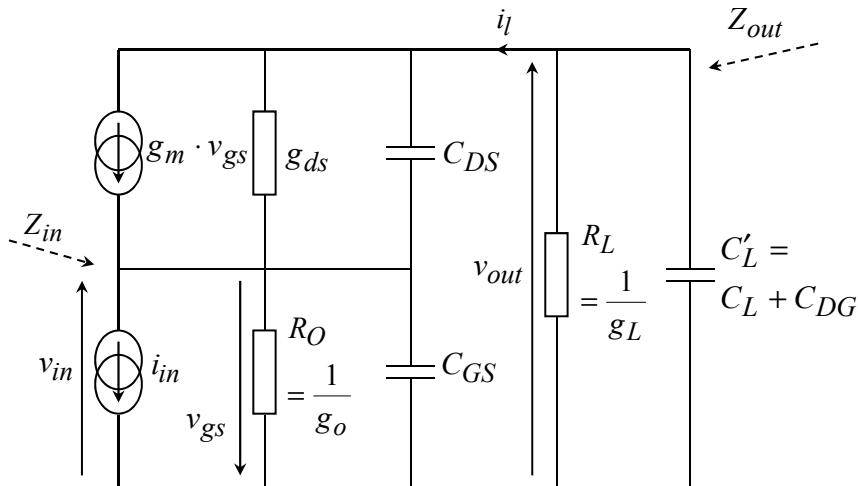 i_l
Z_out
g_m · v_gs
g_ds
C_DS
Z_in
v_out
R_L
= 1/g_L
C′_L =
C_L + C_DG
v_in
i_in
v_gs
R_O
= 1/g_o
C_GS